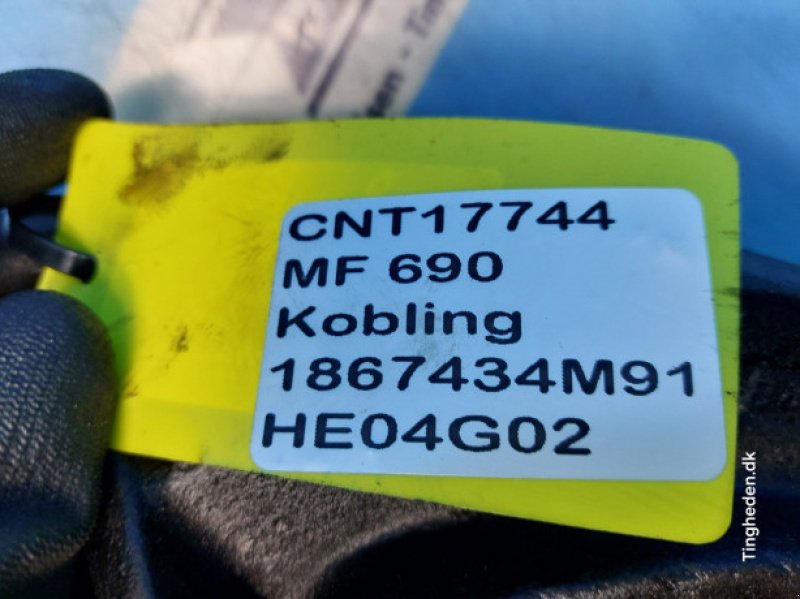 CNT17744
MF 690
Kobling
1867434M91
HE04G02
Tingheden.dk